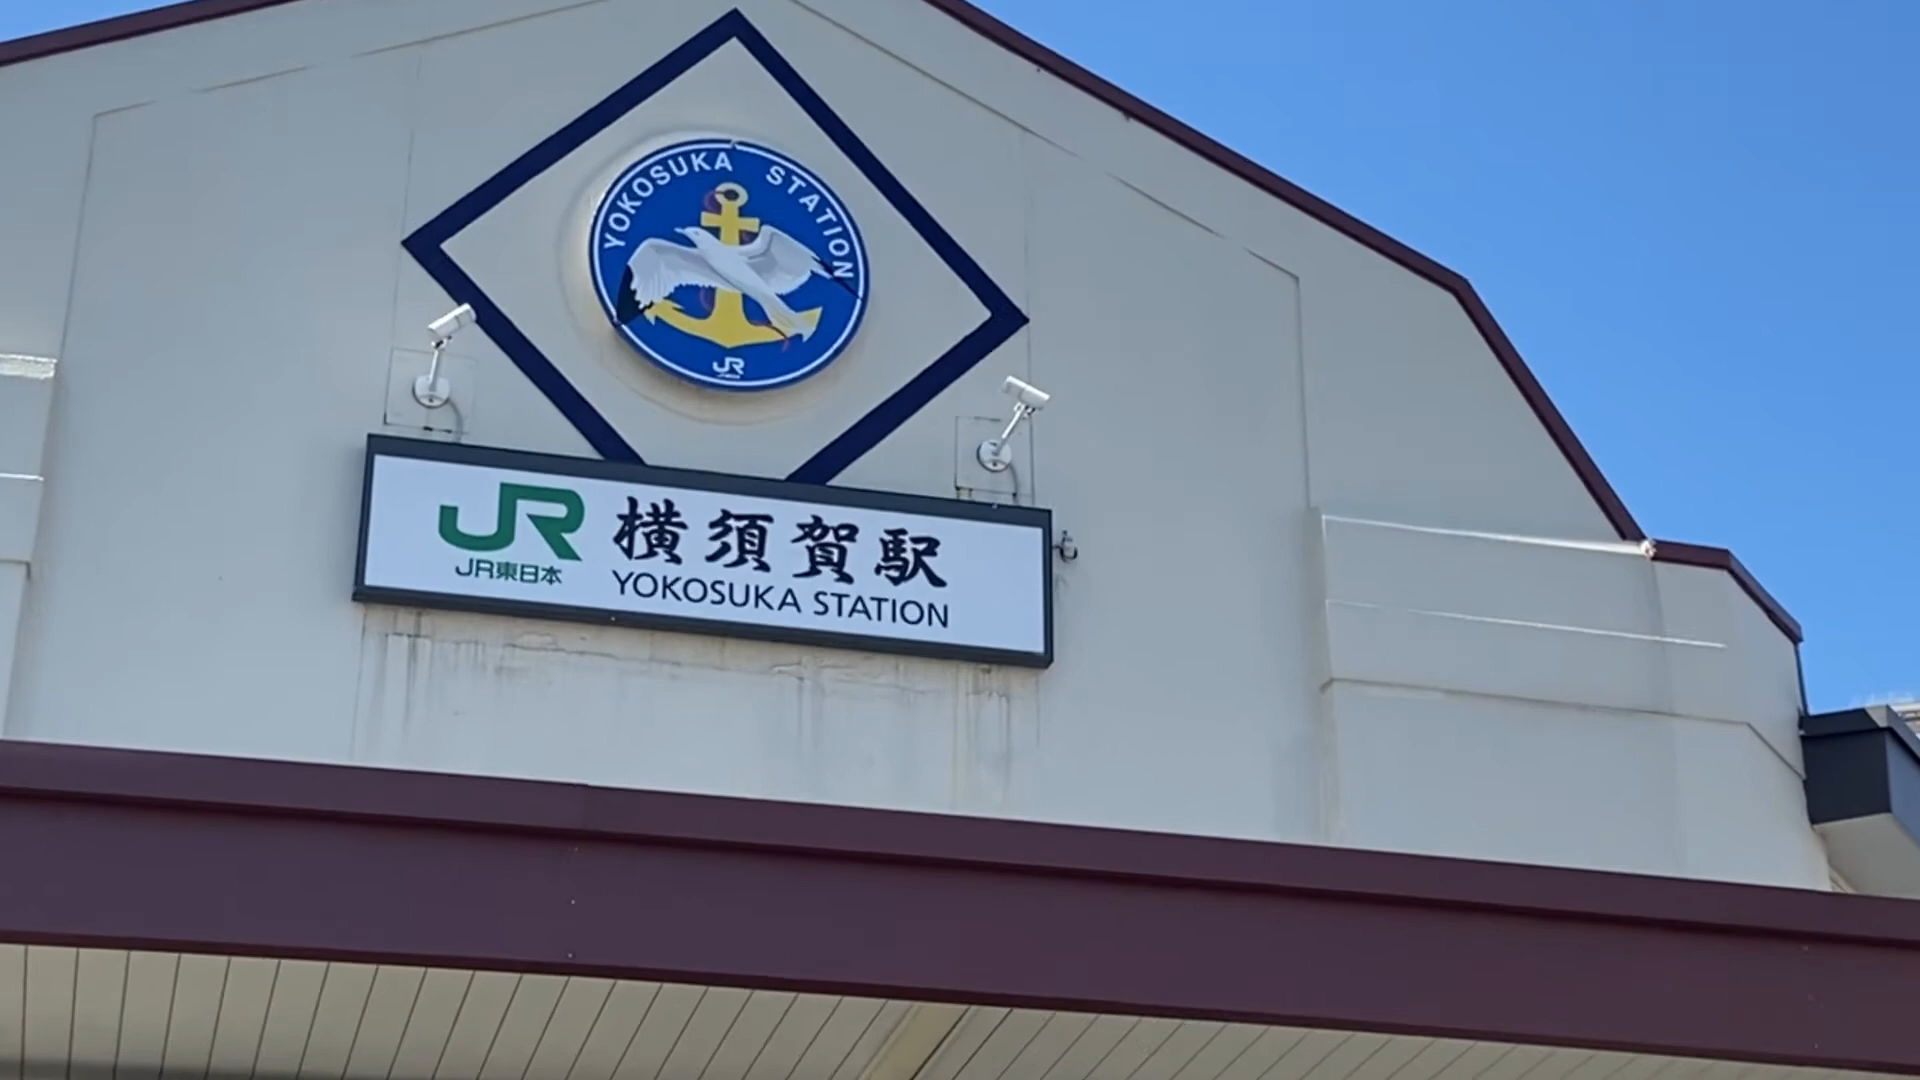 YOKOSUKA STATION
JR
JR
JR東日本
横須賀駅
YOKOSUKA STATION